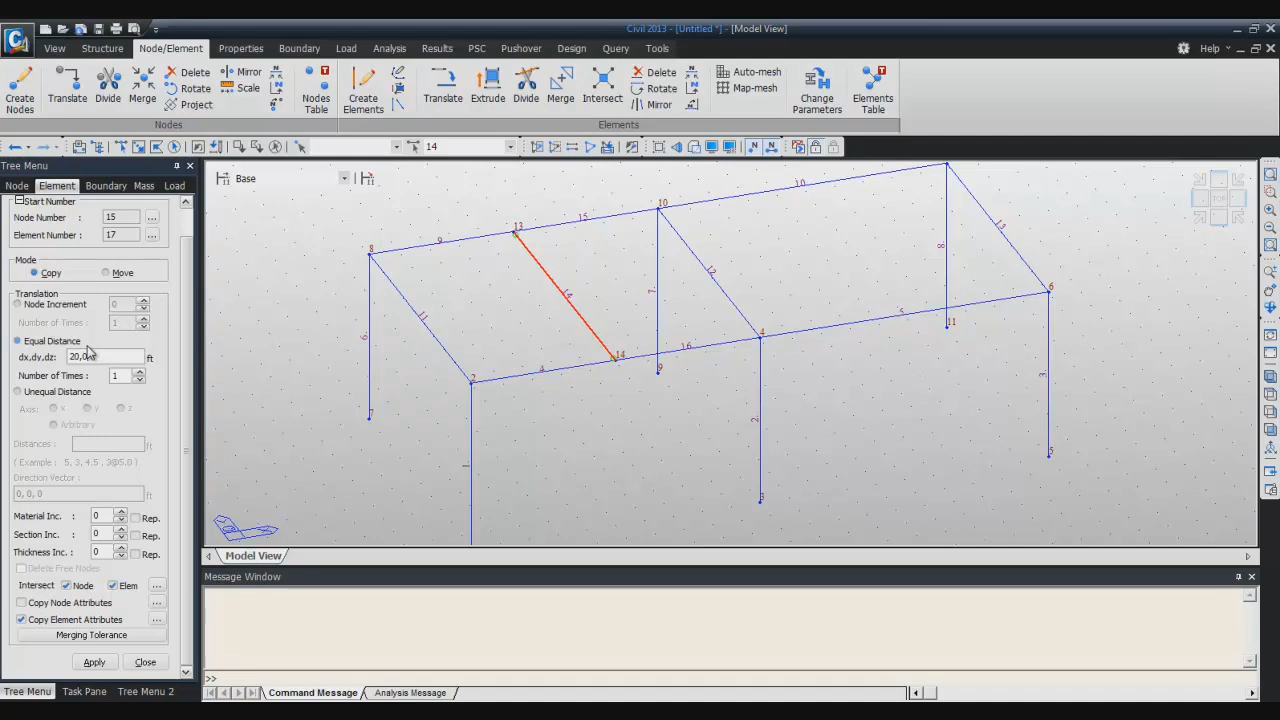 Civil 2013 - [Untitled *] - [Model View]
View Structure Node/Element Properties Boundary Load Analysis Results PSC Pushover Design Query Tools Help
Create Nodes
Translate
Divide
Merge
Delete
Rotate
Project
Mirror
Scale
Nodes Table
Create Elements
Translate
Extrude
Divide
Merge
Intersect
Delete
Rotate
Mirror
Auto-mesh
Map-mesh
Change Parameters
Elements Table
Nodes
Elements
14
Tree Menu
Node Element Boundary Mass Load
Base
TOP
Start Number
Node Number : 15 ...
Element Number : 17 ...
Mode
Copy Move
Translation
Node Increment 0
Number of Times : 1
Equal Distance
dx,dy,dz: ft
Number of Times : 1
Unequal Distance
Axis: x y z
Arbitrary
Distances : ft
( Example : 5, 3, 4.5, 3@5.0 )
Direction Vector :
0, 0, 0 ft
Material Inc. : 0 Rep.
Section Inc. : 0 Rep.
Thickness Inc. : 0 Rep.
Delete Free Nodes
Intersect Node Elem ...
Copy Node Attributes ...
Copy Element Attributes ...
Merging Tolerance
Apply Close
10
10
15
13
9
8
8
13
12
14
7
11
6
6
5
11
4
16
14
9
4
2
7
3
2
5
1
3
Model View
Message Window
>>
Command Message Analysis Message
Tree Menu Task Pane Tree Menu 2